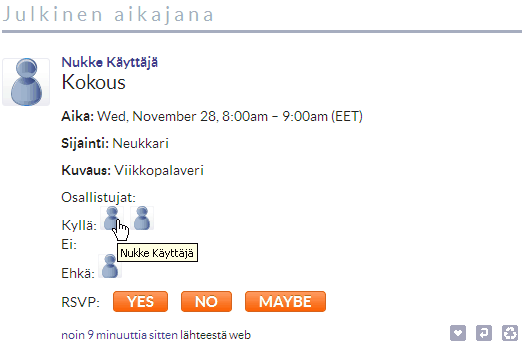 Julkinen aikajana
Nukke Käyttäjä
Kokous
Aika: Wed, November 28, 8:00am – 9:00am (EET)
Sijainti: Neukkari
Kuvaus: Viikkopalaveri
Osallistujat:
Kyllä:
Ei:
Nukke Käyttäjä
Ehkä:
RSVP: YES NO MAYBE
noin 9 minuuttia sitten lähteestä web